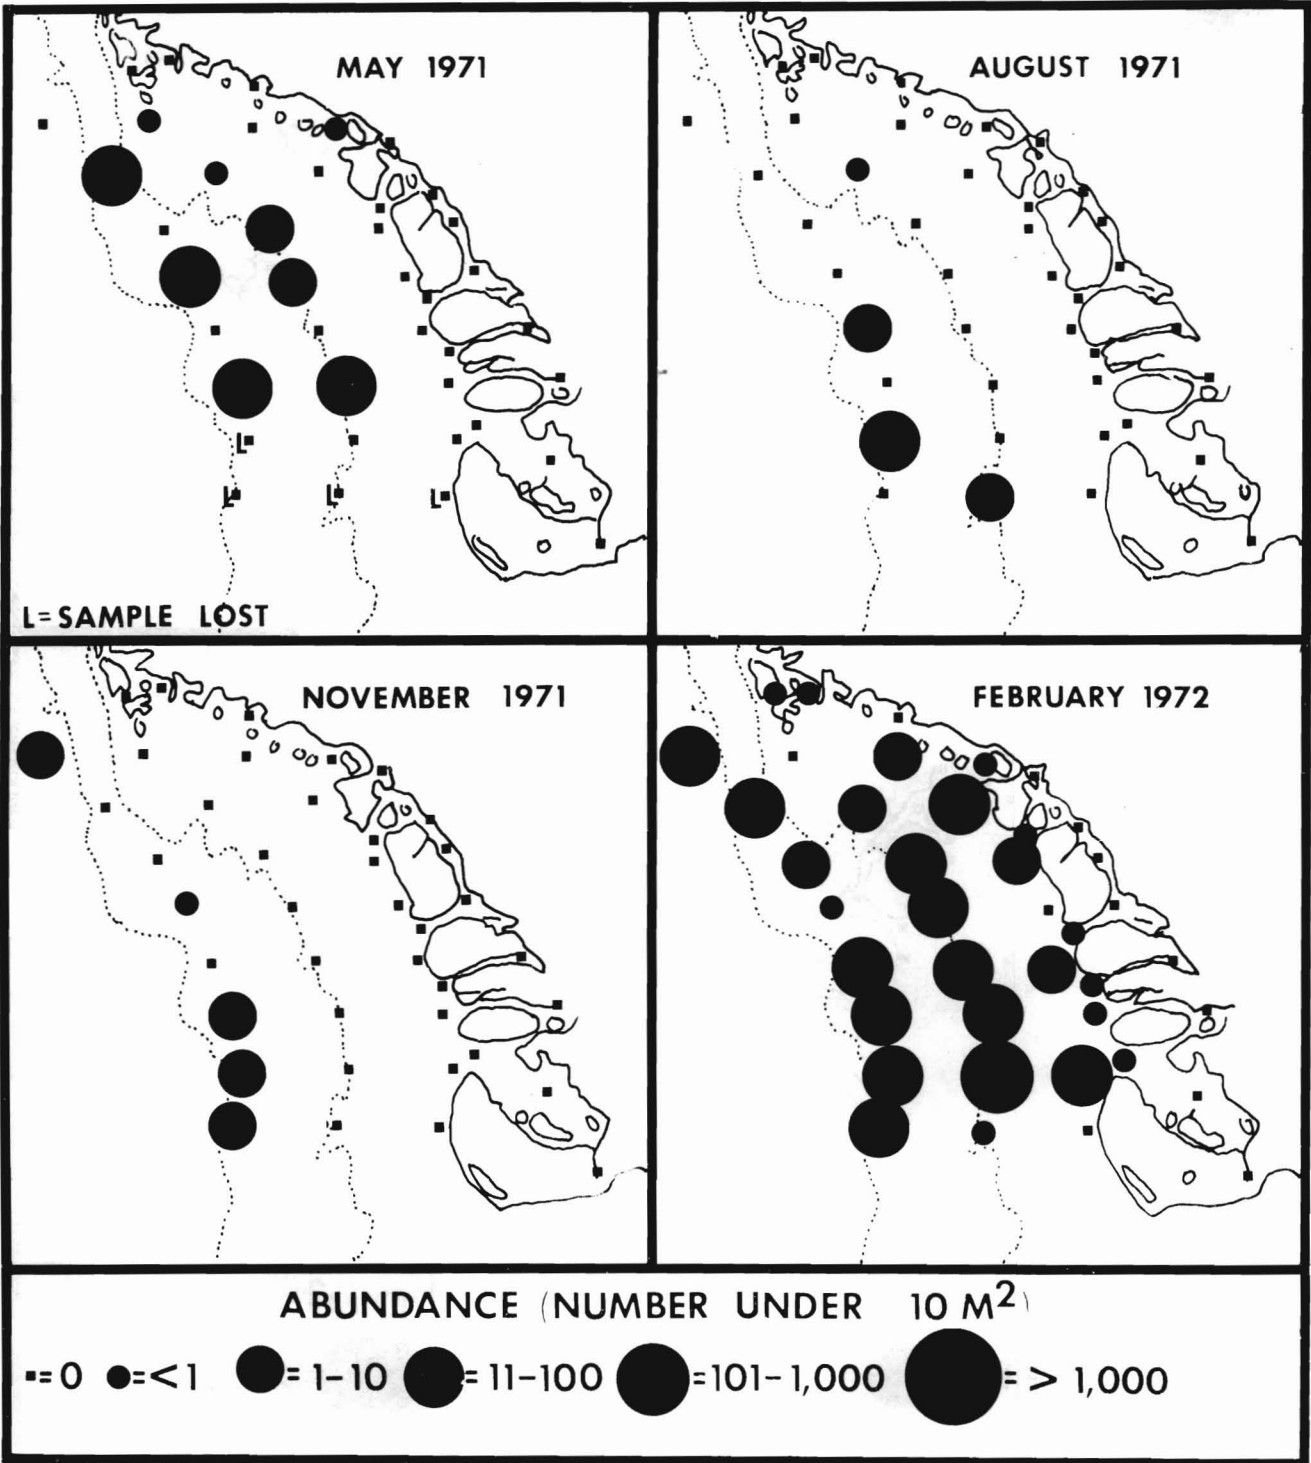 MAY 1971
AUGUST 1971
L
L
L
L
L=SAMPLE LOST
NOVEMBER 1971
FEBRUARY 1972
ABUNDANCE (NUMBER UNDER 10 M²)
=0 =<1 =1-10 =11-100 =101-1,000 => 1,000